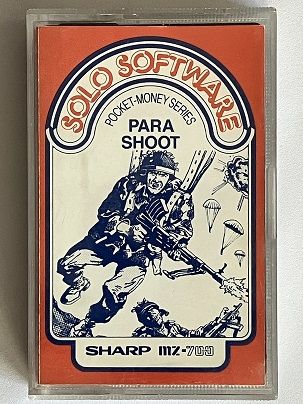 SOLO SOFTWARE
POCKET-MONEY SERIES
PARA
SHOOT
SHARP MZ-700